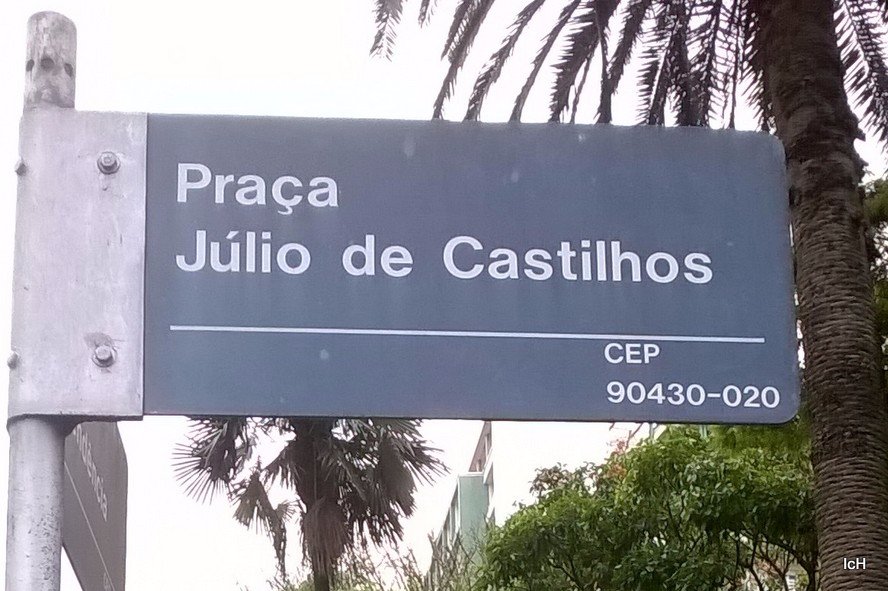 Praça
Júlio de Castilhos
CEP
90430-020
IcH